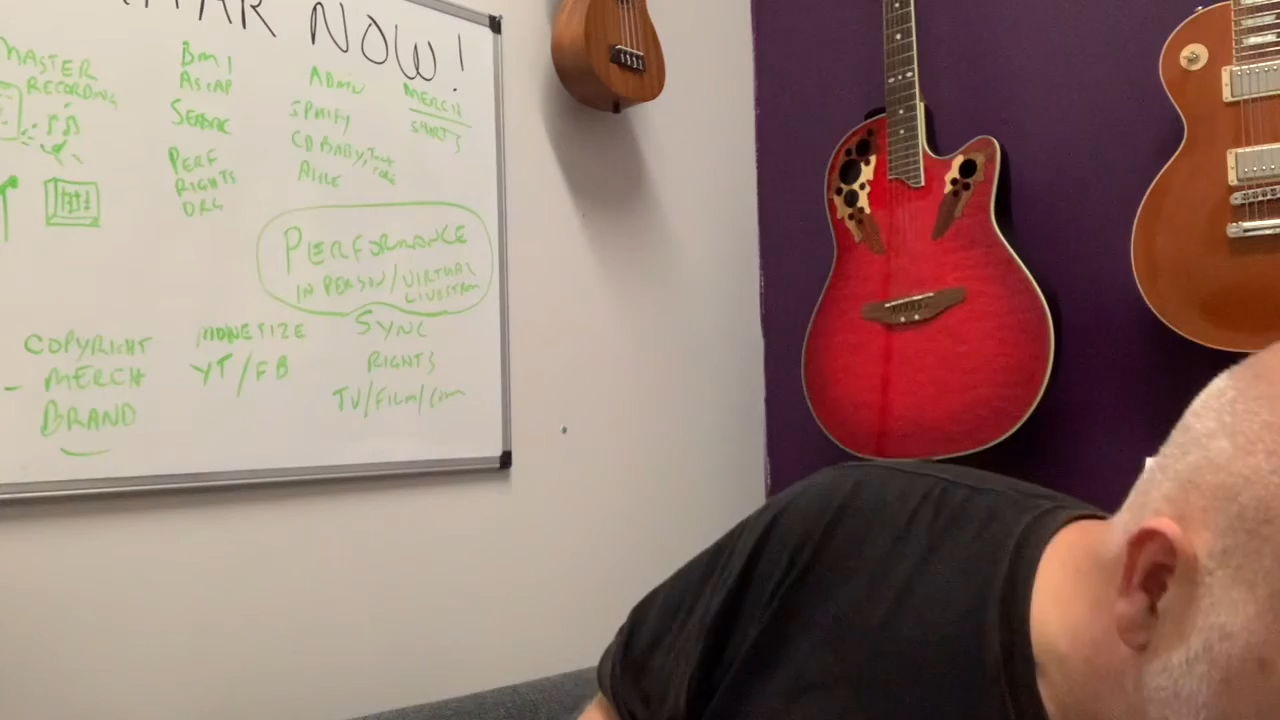 NOW!
MASTER
RECORDING
BMI
ASCAP
SESAC
PERF
RIGHTS
ORG
ADMIN
SPOTIFY
CD BABY,
MERCH
SHIRTS
PERFORMANCE
IN PERSON/VIRTUAL
LIVESTREAM
COPYRIGHT
- MERCH
BRAND
MONETIZE
YT/FB
SYNC
RIGHTS
TV/FILM/COM